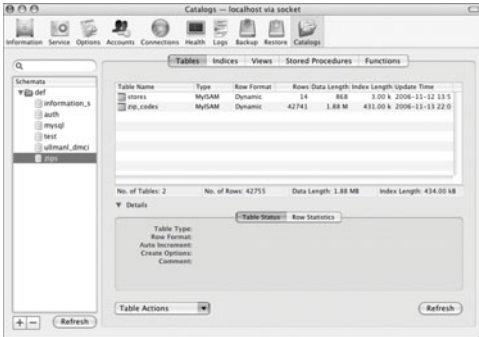 Catalogs — localhost via socket
Information Service Options Accounts Connections Health Logs Backup Restore Catalogs
Tables Indices Views Stored Procedures Functions
Schemata
def
information_s
auth
mysql
test
ullmanl_dmci
zips
Table Name Type Row Format Rows Data Length Index Length Update Time
stores MyISAM Dynamic 14 868 3.00 k 2006-11-12 13:5
zip_codes MyISAM Dynamic 42741 1.88 M 431.00 k 2006-11-13 22:0
No. of Tables: 2 No. of Rows: 42755 Data Length: 1.88 MB Index Length: 434.00 kB
Details
Table Status Row Statistics
Table Type:
Row Format:
Auto Increment:
Create Options:
Comment:
Table Actions
Refresh
+ − Refresh